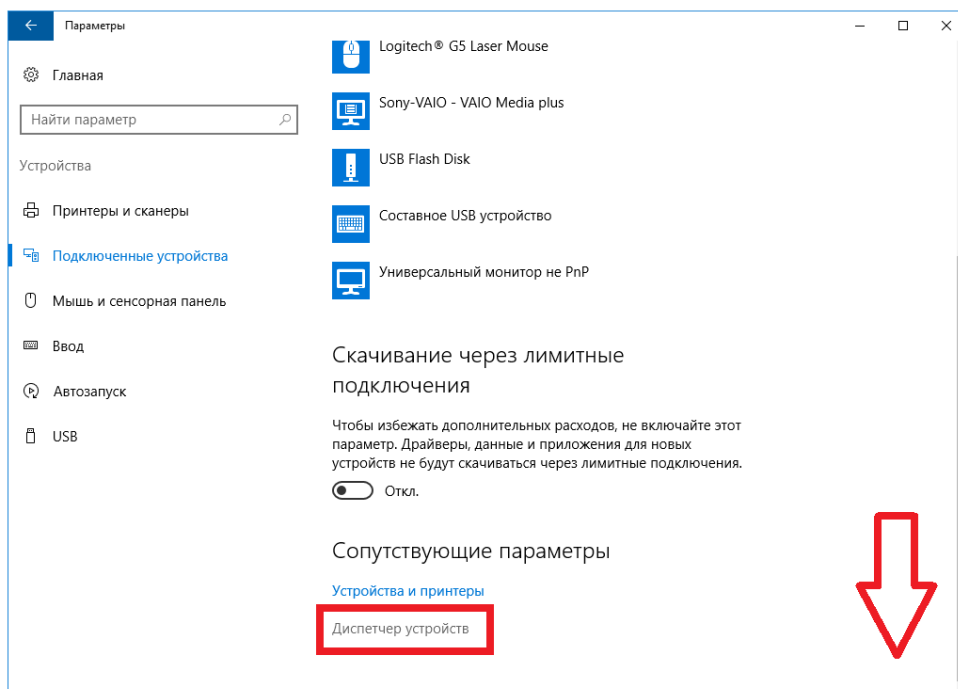 Параметры
Главная
Найти параметр
Устройства
Принтеры и сканеры
Подключенные устройства
Мышь и сенсорная панель
Ввод
Автозапуск
USB
Logitech® G5 Laser Mouse
Sony-VAIO - VAIO Media plus
USB Flash Disk
Составное USB устройство
Универсальный монитор не PnP
Скачивание через лимитные
подключения
Чтобы избежать дополнительных расходов, не включайте этот
параметр. Драйверы, данные и приложения для новых
устройств не будут скачиваться через лимитные подключения.
Откл.
Сопутствующие параметры
Устройства и принтеры
Диспетчер устройств